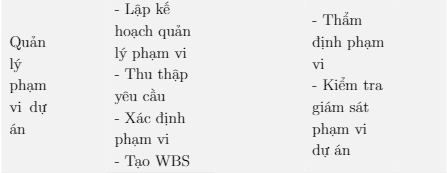 Quản
lý
phạm
vi dự
án
- Lập kế
hoạch quản
lý phạm vi
- Thu thập
yêu cầu
- Xác định
phạm vi
- Tạo WBS
- Thẩm
định phạm
vi
- Kiểm tra
giám sát
phạm vi
dự án